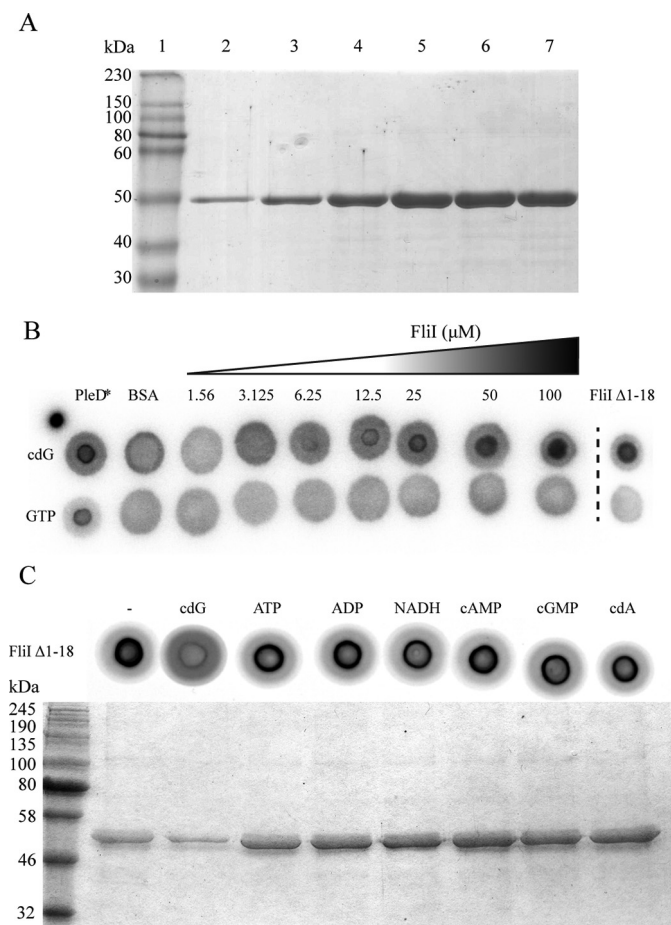 A
kDa 1 2 3 4 5 6 7
230
150
100
80
60
50
40
30
B
FliI (µM)
PleD* BSA 1.56 3.125 6.25 12.5 25 50 100 FliI Δ1-18
cdG
GTP
C
- cdG ATP ADP NADH cAMP cGMP cdA
FliI Δ1-18
kDa
245
190
135
100
80
58
46
32